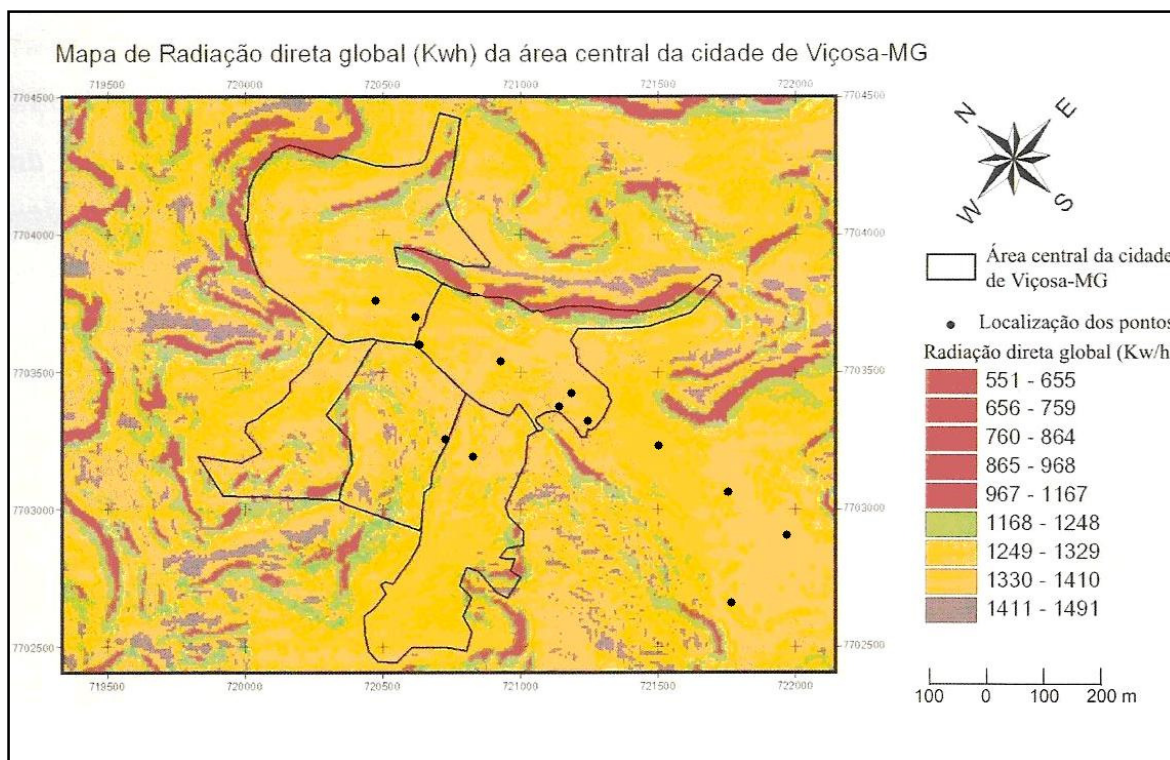 Mapa de Radiação direta global (Kwh) da área central da cidade de Viçosa-MG
719500 720000 720500 721000 721500 722000
7704500 7704500
7704000 7704000
7703500 7703500
7703000 7703000
7702500 7702500
719500 720000 720500 721000 721500 722000
N E
W S
Área central da cidade
de Viçosa-MG
Localização dos pontos
Radiação direta global (Kw/h
551 - 655
656 - 759
760 - 864
865 - 968
967 - 1167
1168 - 1248
1249 - 1329
1330 - 1410
1411 - 1491
100 0 100 200 m